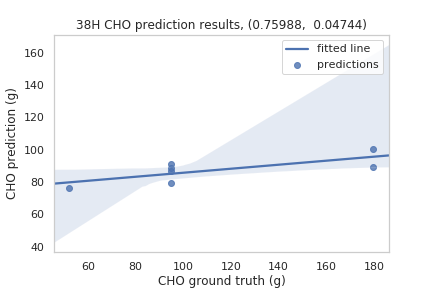 38H CHO prediction results, (0.75988,  0.04744)
fitted line
predictions
CHO prediction (g)
160
140
120
100
80
60
40
60 80 100 120 140 160 180
CHO ground truth (g)